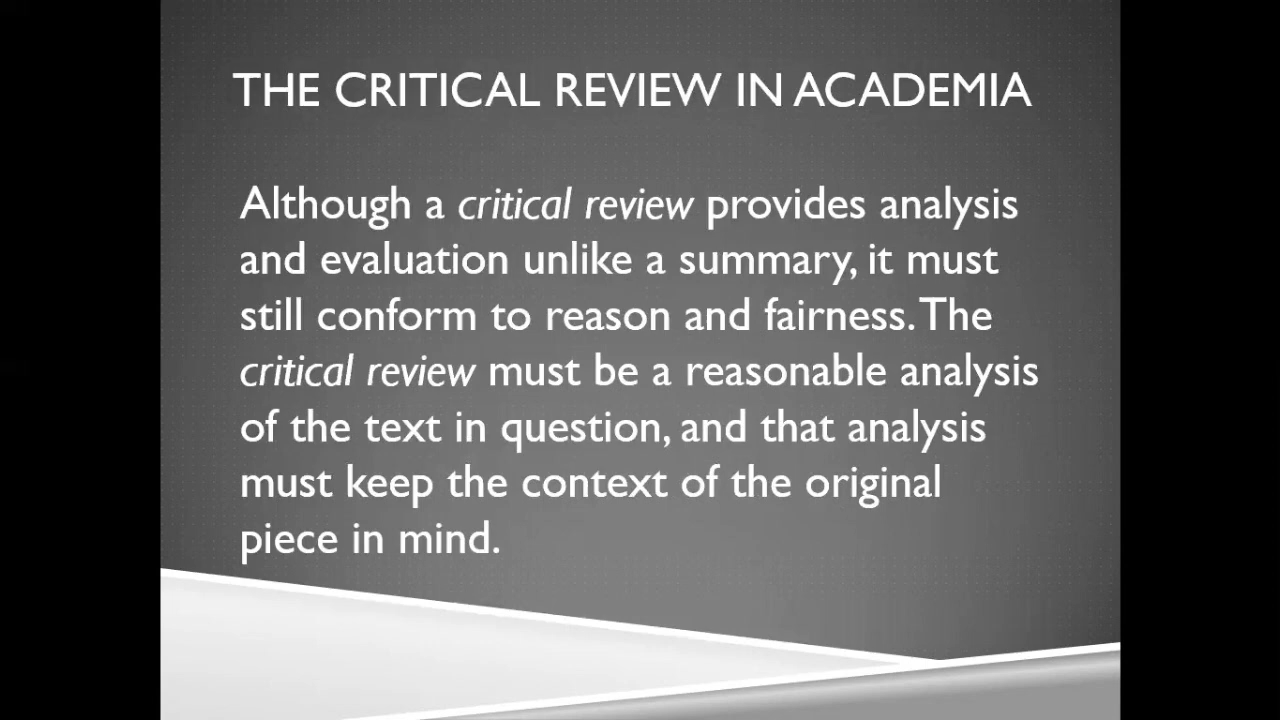 THE CRITICAL REVIEW IN ACADEMIA
Although a critical review provides analysis
and evaluation unlike a summary, it must
still conform to reason and fairness. The
critical review must be a reasonable analysis
of the text in question, and that analysis
must keep the context of the original
piece in mind.